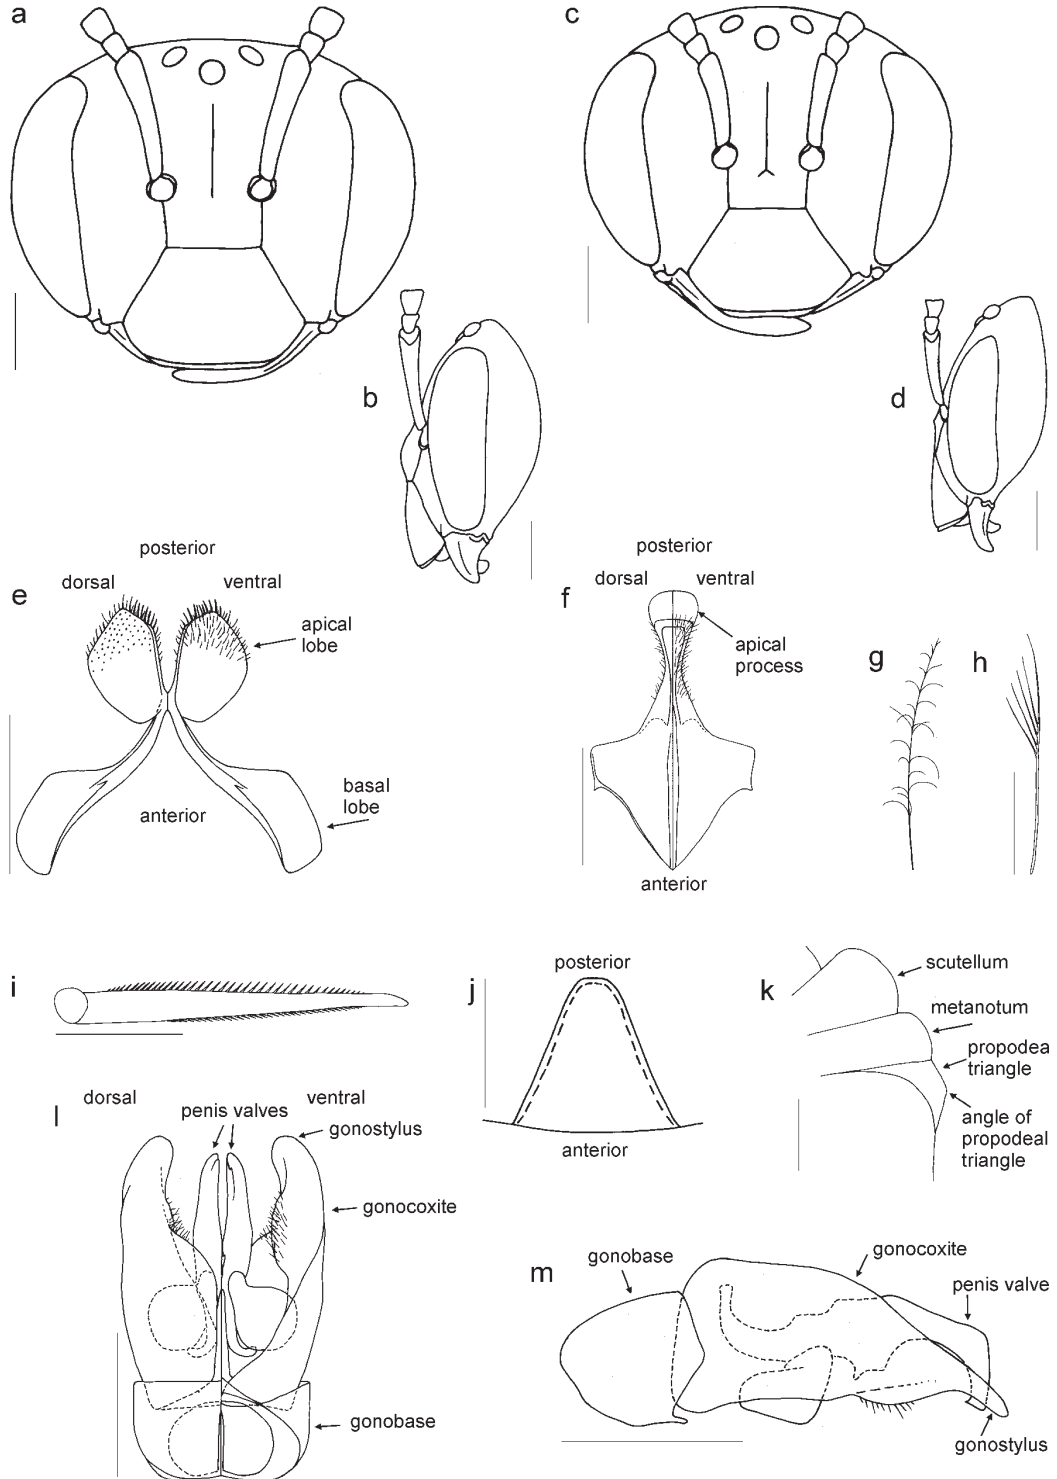 a
c
b
d
posterior
dorsal ventral
e
apical
lobe
basal
lobe
anterior
posterior
dorsal ventral
f
apical
process
anterior
g
h
i
j
posterior
anterior
k
scutellum
metanotum
propodea
triangle
angle of
propodeal
triangle
l
dorsal
penis valves
ventral
gonostylus
gonocoxite
gonobase
m
gonobase
gonocoxite
penis valve
gonostylus